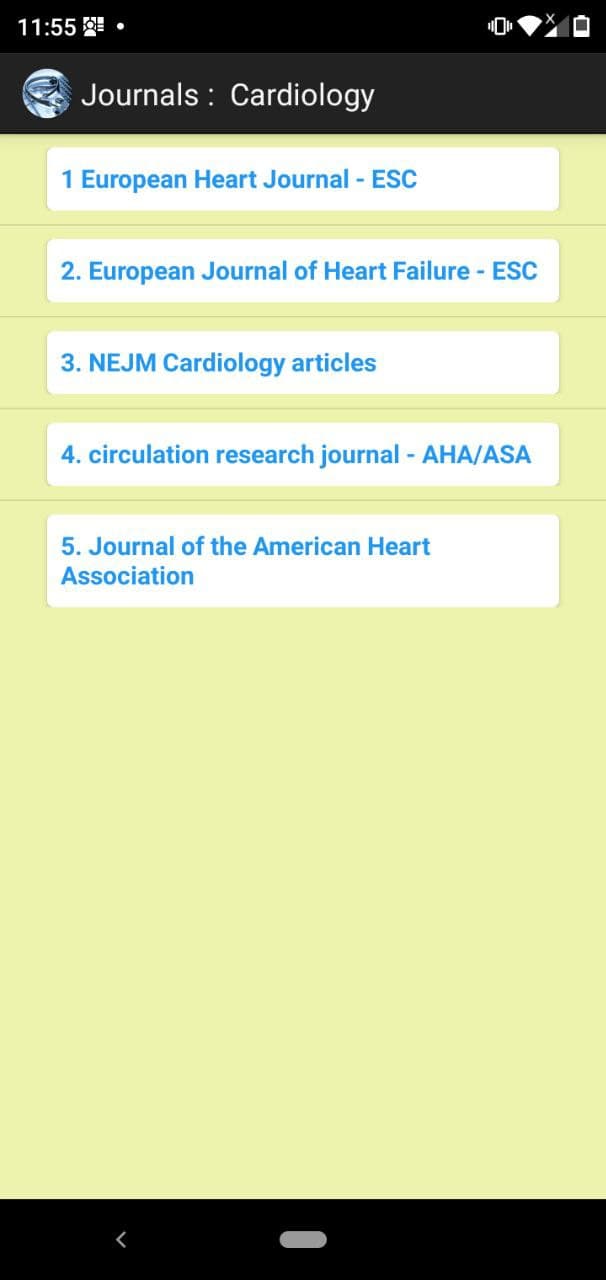 11:55
Journals :  Cardiology
1 European Heart Journal - ESC
2. European Journal of Heart Failure - ESC
3. NEJM Cardiology articles
4. circulation research journal - AHA/ASA
5. Journal of the American Heart
Association